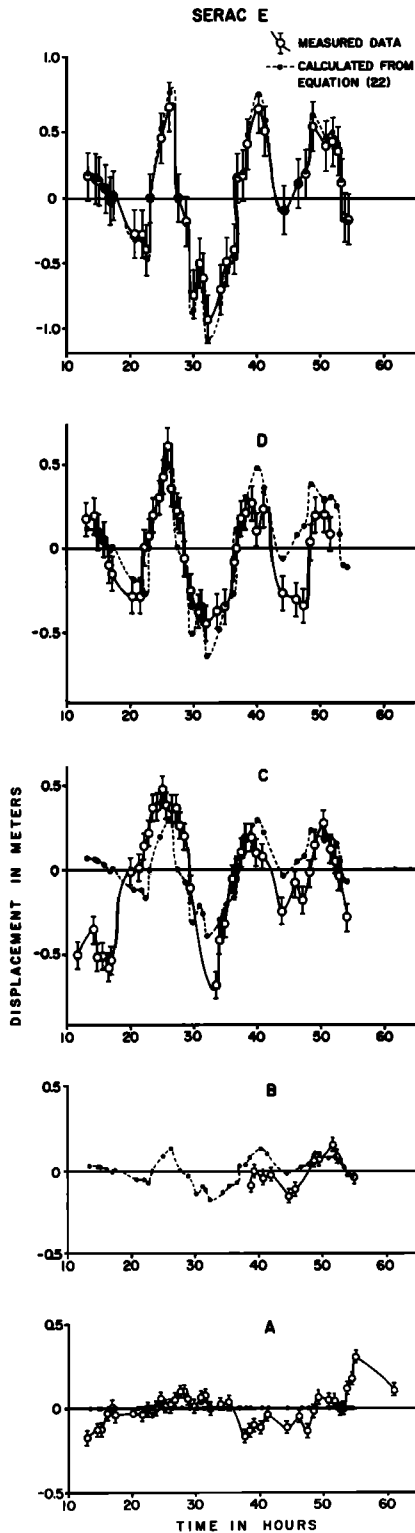 SERAC E
MEASURED DATA
CALCULATED FROM
EQUATION (22)
1.0
0.5
0
-0.5
-1.0
10 20 30 40 50 60
D
0.5
0
-0.5
10 20 30 40 50 60
C
0.5
0
-0.5
10 20 30 40 50 60
DISPLACEMENT IN METERS
B
0.5
0
-0.5
10 20 30 40 50 60
A
0.5
0
-0.5
10 20 30 40 50 60
TIME IN HOURS